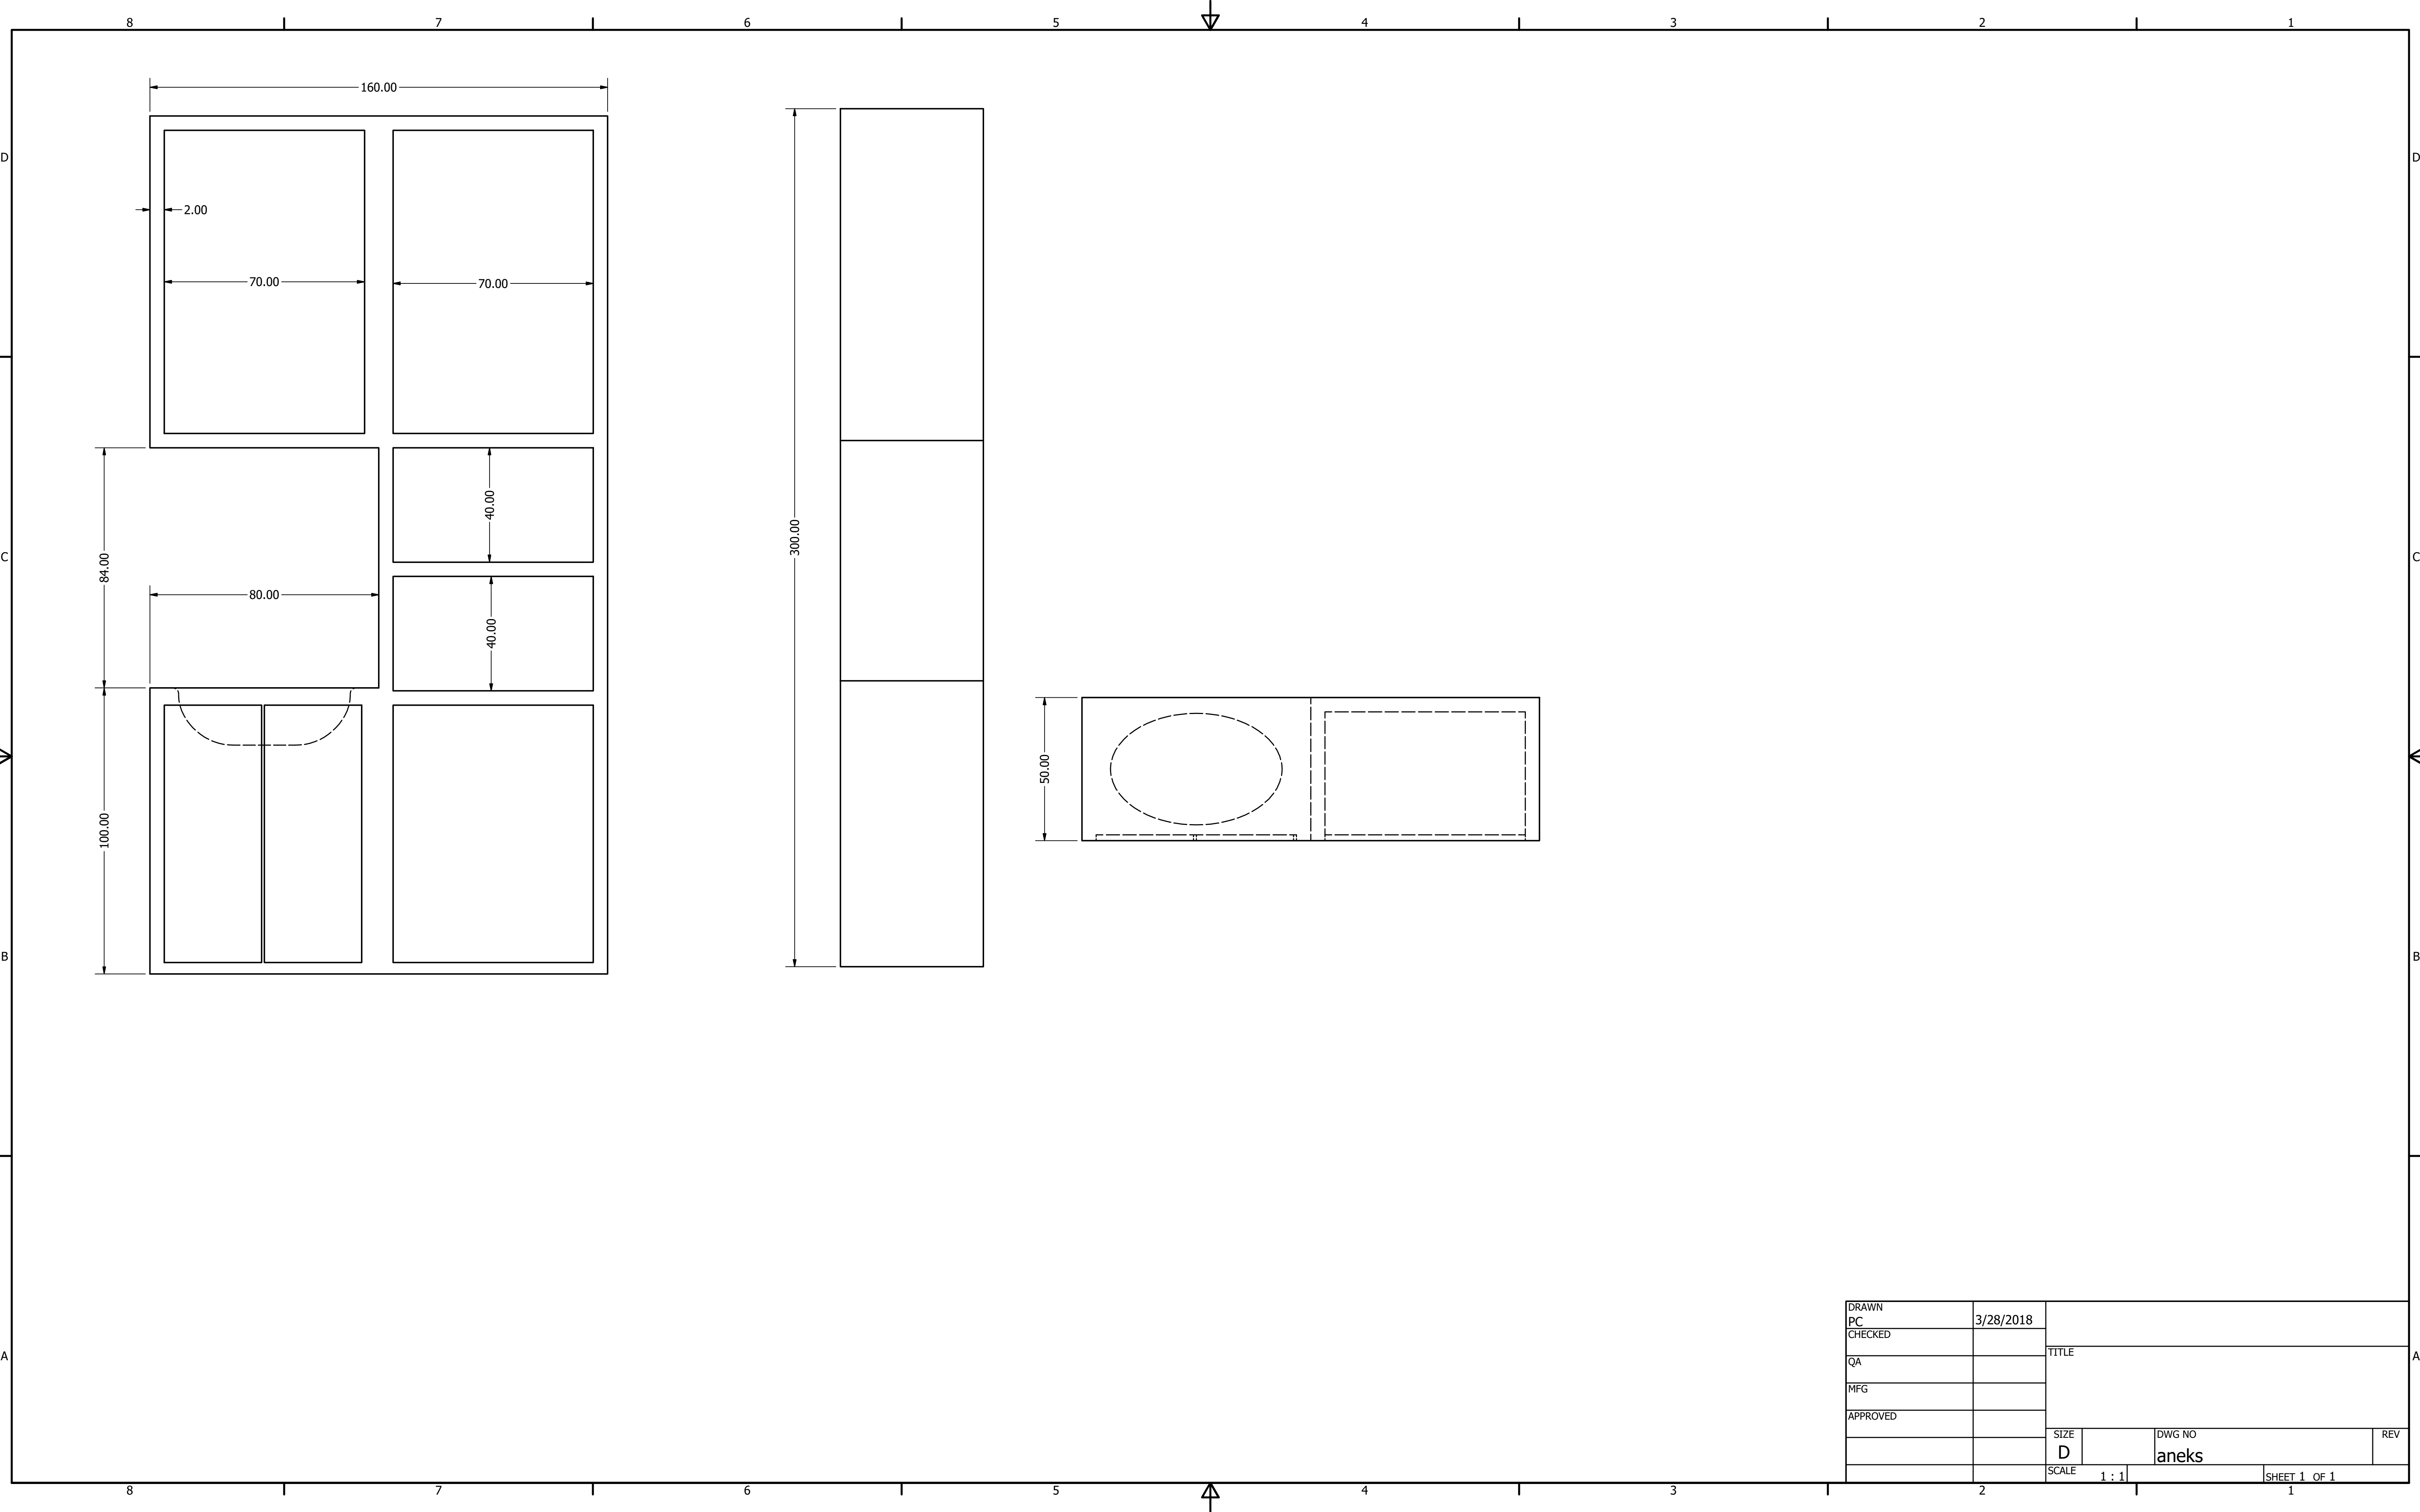 8 7 6 5 4 3 2 1
160.00
D D
2.00
70.00 70.00
40.00
300.00
84.00
C C
80.00
40.00
50.00
100.00
B B
DRAWN
PC 3/28/2018
CHECKED
TITLE
A A
QA
MFG
APPROVED
SIZE DWG NO REV
D aneks
SCALE 1 : 1 SHEET 1 OF 1
8 7 6 5 4 3 2 1